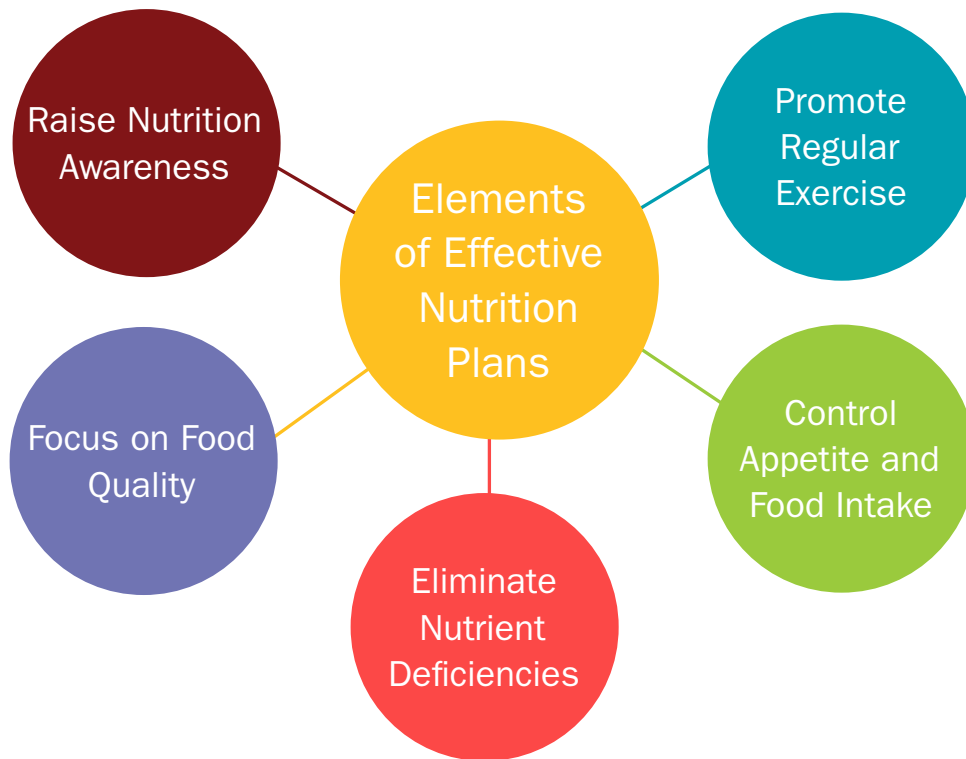 Raise Nutrition
Awareness
Promote
Regular
Exercise
Elements
of Effective
Nutrition
Plans
Focus on Food
Quality
Control
Appetite and
Food Intake
Eliminate
Nutrient
Deficiencies